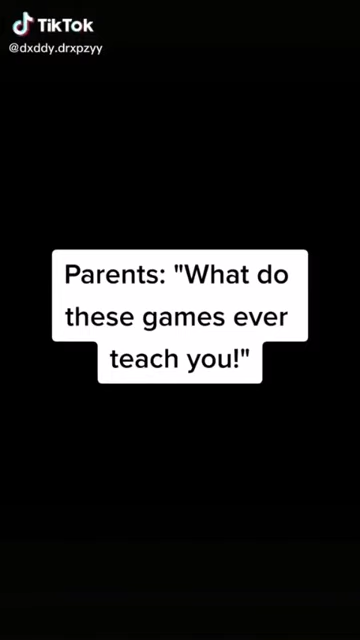 TikTok
@dxddy.drxpzyy
Parents: "What do
these games ever
teach you!"